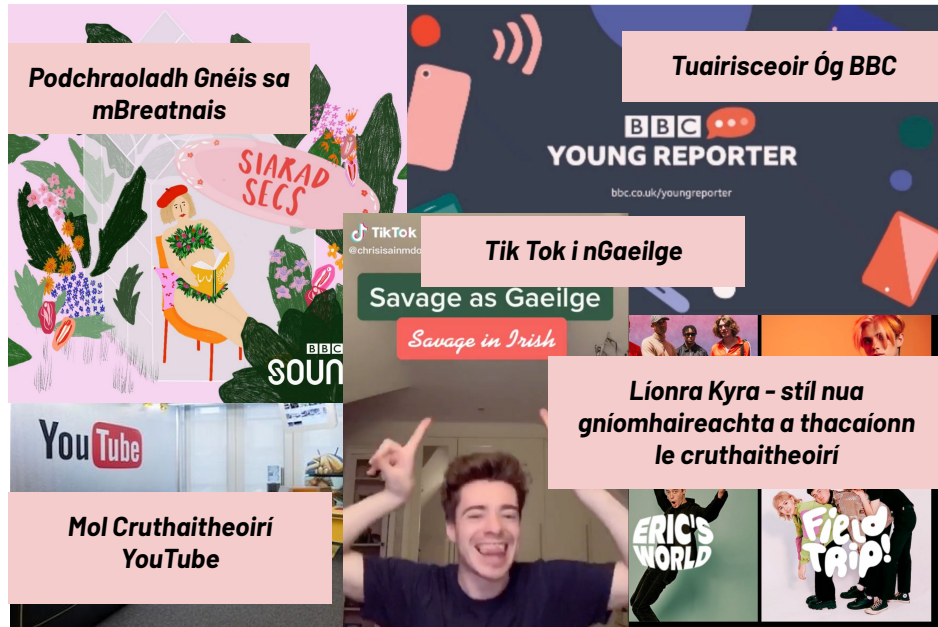 Podchraoladh Gnéis sa
mBreatnais
SIARAD
SECS
BBC
SOUN
Tuairisceoir Óg BBC
BBC
YOUNG REPORTER
bbc.co.uk/youngreporter
TikTok
@chrisisainmdo
Tik Tok i nGaeilge
Savage as Gaeilge
Savage in Irish
Líonra Kyra - stíl nua
gníomhaireachta a thacaíonn
le cruthaitheoirí
YouTube
Mol Cruthaitheoirí
YouTube
ERIC'S
WORLD
Field
TRIP!